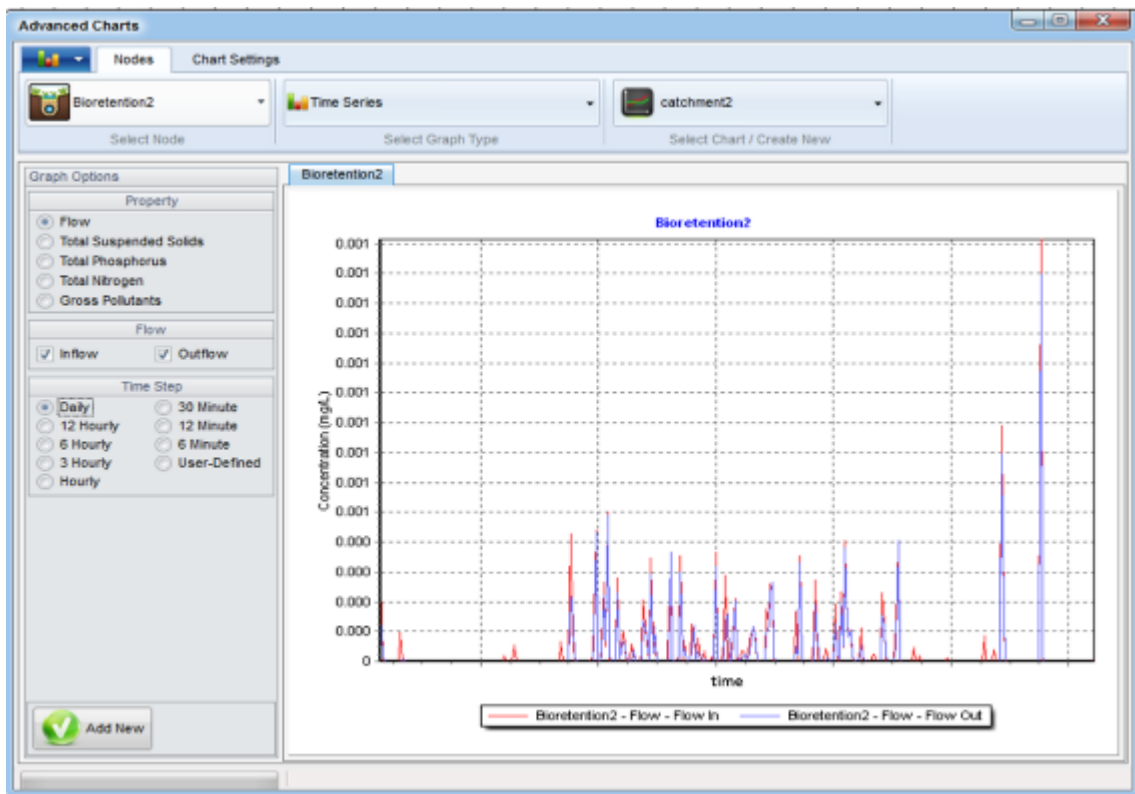 Advanced Charts
Nodes Chart Settings
Bioretention2 Time Series catchment2
Select Node Select Graph Type Select Chart / Create New
Graph Options
Property
Flow
Total Suspended Solids
Total Phosphorus
Total Nitrogen
Gross Pollutants
Flow
Inflow Outflow
Time Step
Daily 30 Minute
12 Hourly 12 Minute
6 Hourly 6 Minute
3 Hourly User-Defined
Hourly
Add New
Bioretention2
Bioretention2
Concentration (mg/L)
0.001
0.001
0.001
0.001
0.001
0.001
0.001
0.001
0.001
0.001
0.000
0.000
0.000
0.000
0
time
Bioretention2 - Flow - Flow In Bioretention2 - Flow - Flow Out